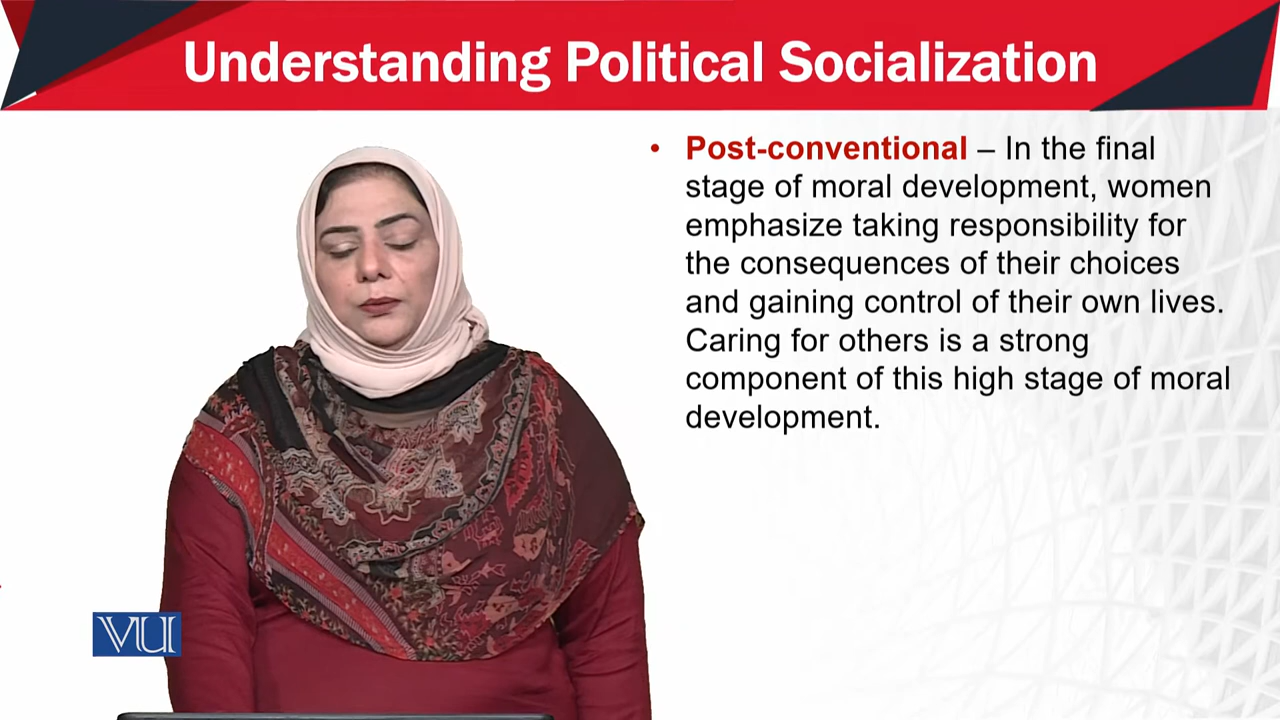 Understanding Political Socialization
• Post-conventional – In the final
stage of moral development, women
emphasize taking responsibility for
the consequences of their choices
and gaining control of their own lives.
Caring for others is a strong
component of this high stage of moral
development.
VU